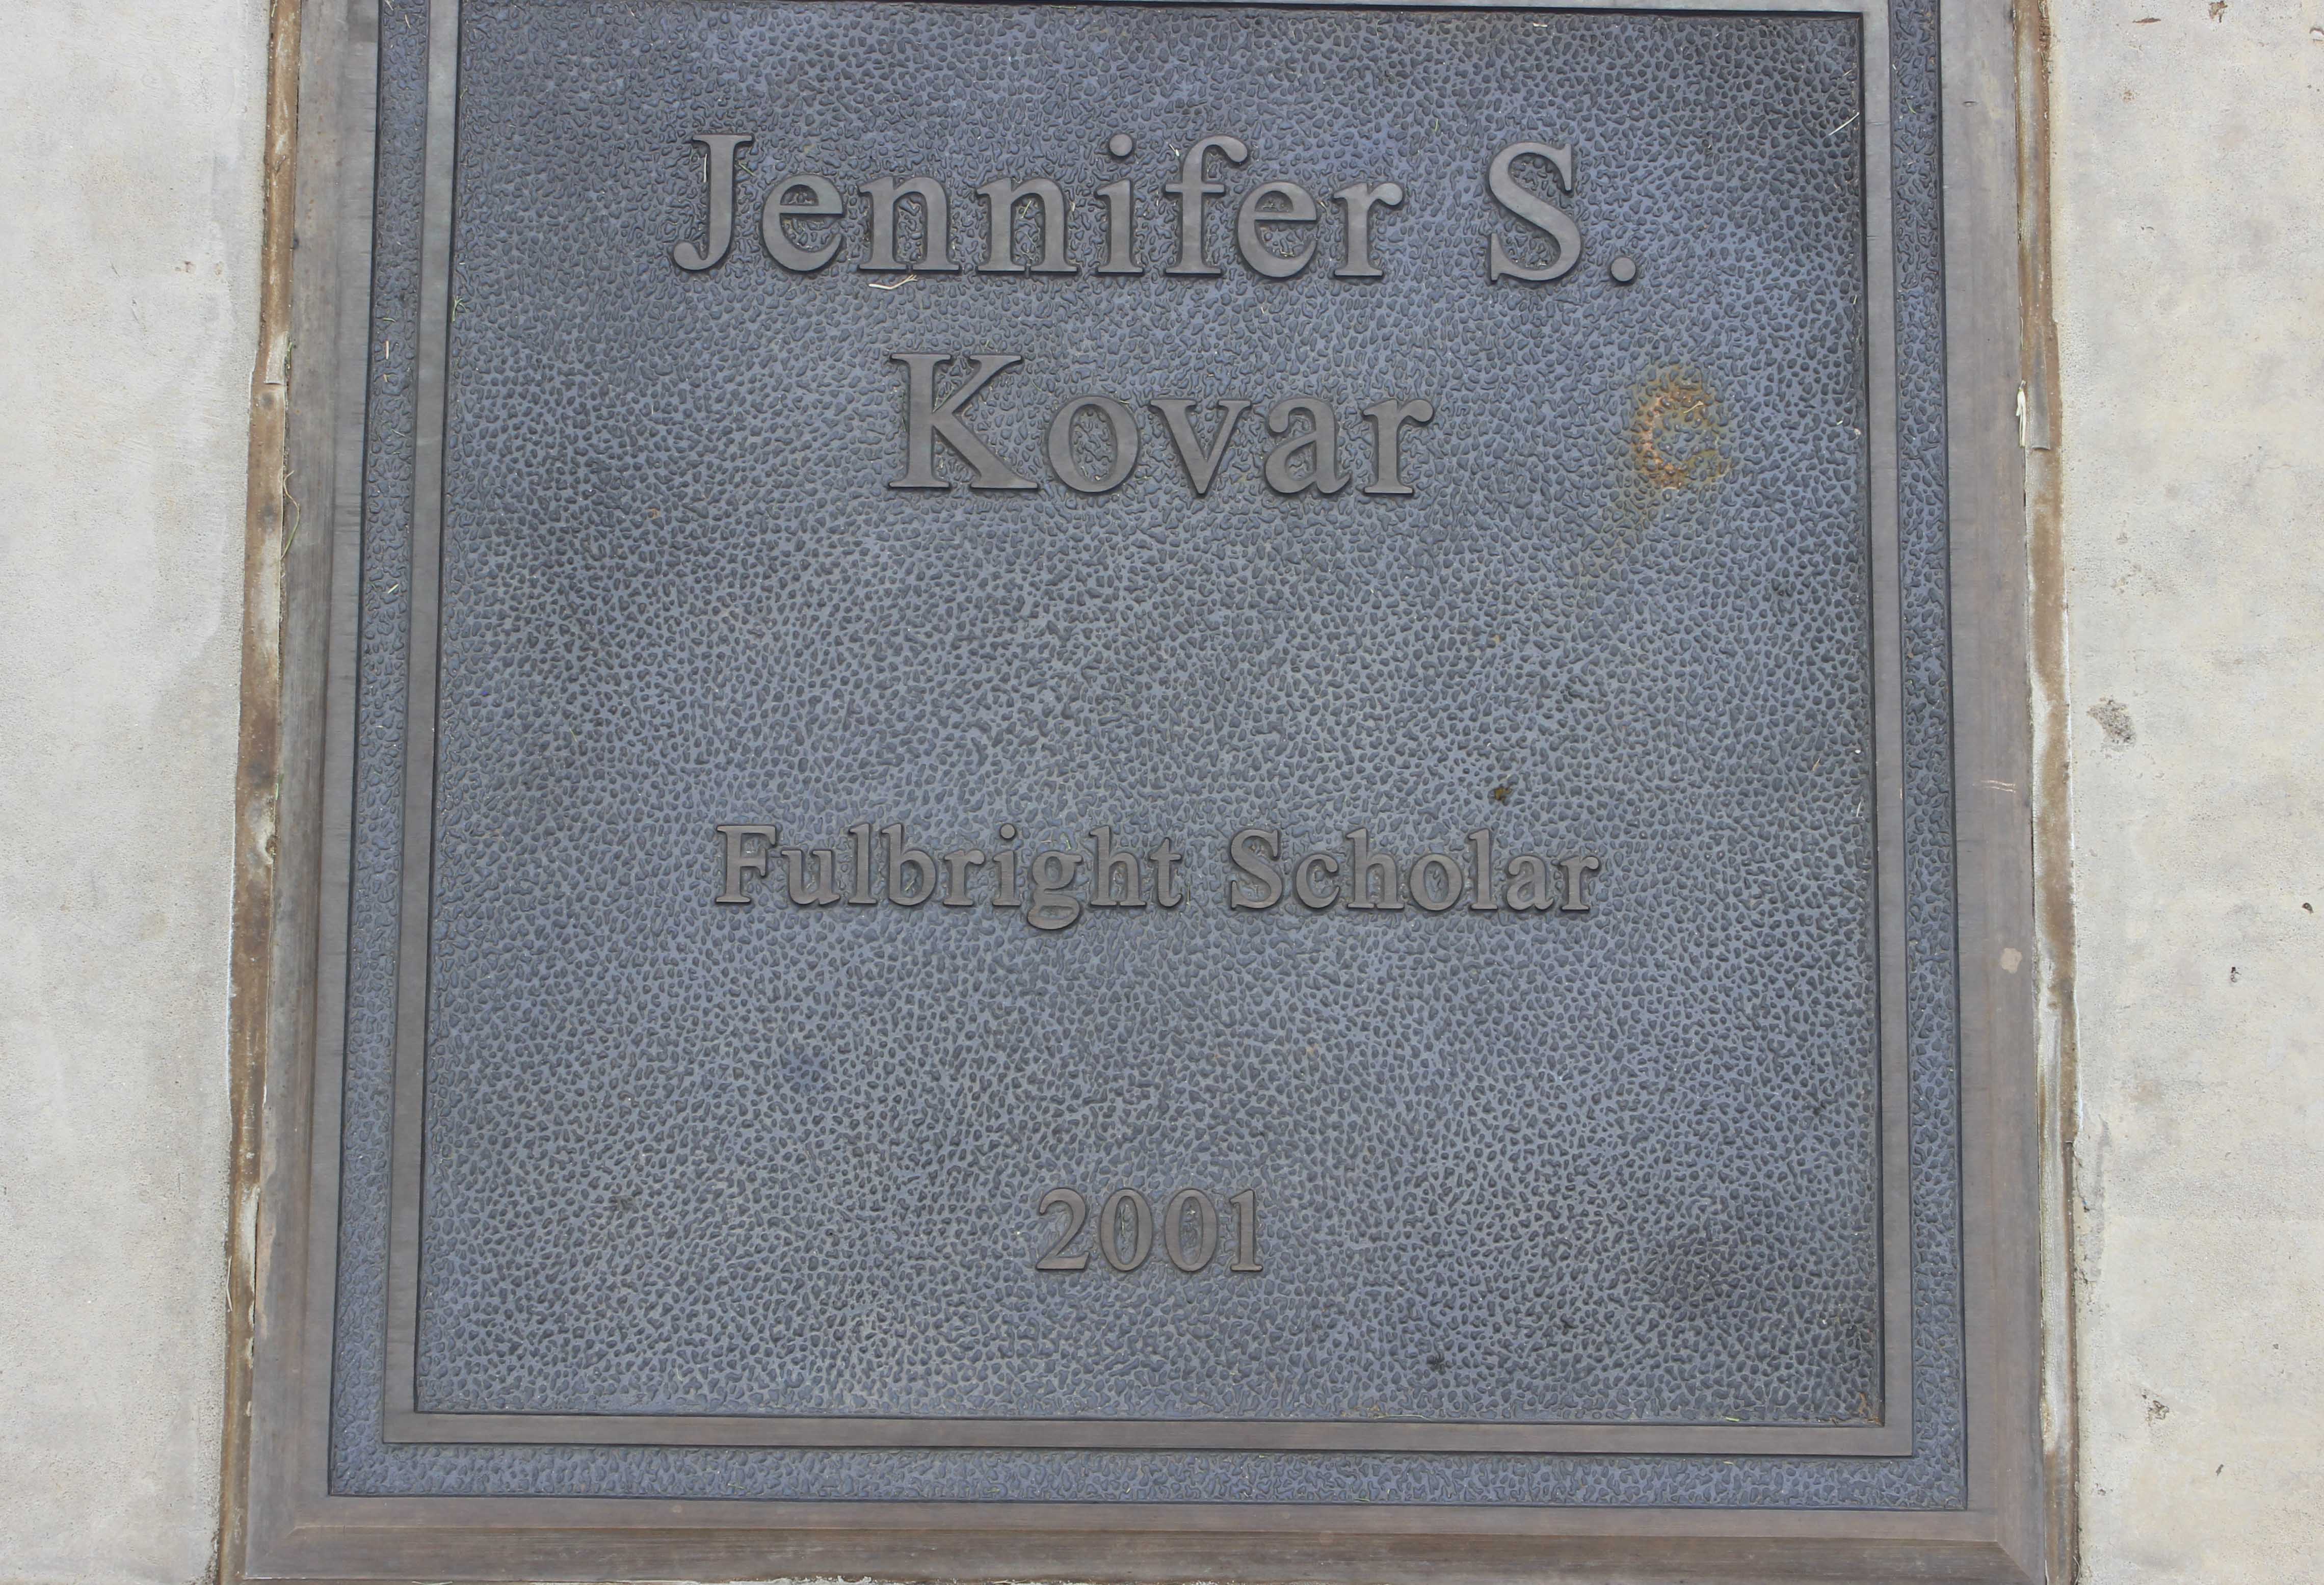 Jennifer S.
Kovar
Fulbright Scholar
2001